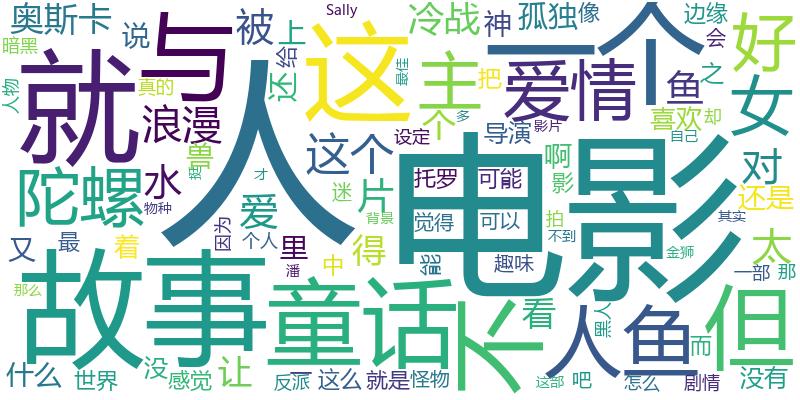 奥斯卡 说 被 上 Sally 冷战 神 孤独 像 边缘 会 好
暗黑 与 还 给 这 最佳 一个 之
人物 就 真的 人 主 把 爱情 鱼 女
浪漫 个 多 导演 影片 喜欢 却
兽 这个 设定 啊 自己 对
陀螺 水 爱 迷 片 托罗 可能 影 电影
物种 才 背景 觉得 可以 拍 还是
又 最 着 因为 个人 里 得 能 不到 其实 太
故事 潘 中 趣味 金狮 一部 那
那么 童话 不 看 人鱼 黑人 但
什么 世界 没 感觉 让 反派 这么 就是 怪物 这部 吧 怎么 而 剧情 没有